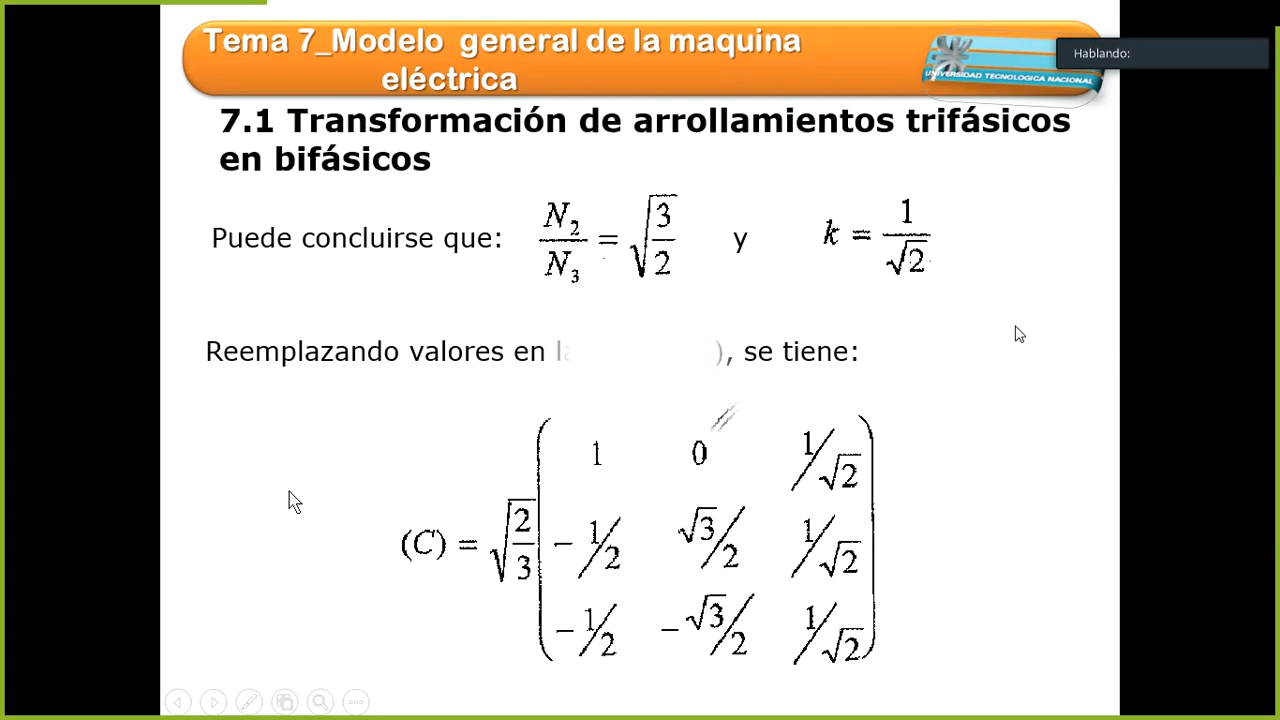 Tema 7_Modelo general de la maquina
eléctrica
UNIVERSIDAD TECNOLOGICA NACIONAL
Hablando:
7.1 Transformación de arrollamientos trifásicos
en bifásicos
Puede concluirse que: N₂/N₃ = √(3/2) y k = 1/√2
Reemplazando valores en ), se tiene:
1 0 1/√2
(C) = √(2/3) -1/2 √3/2 1/√2
-1/2 -√3/2 1/√2